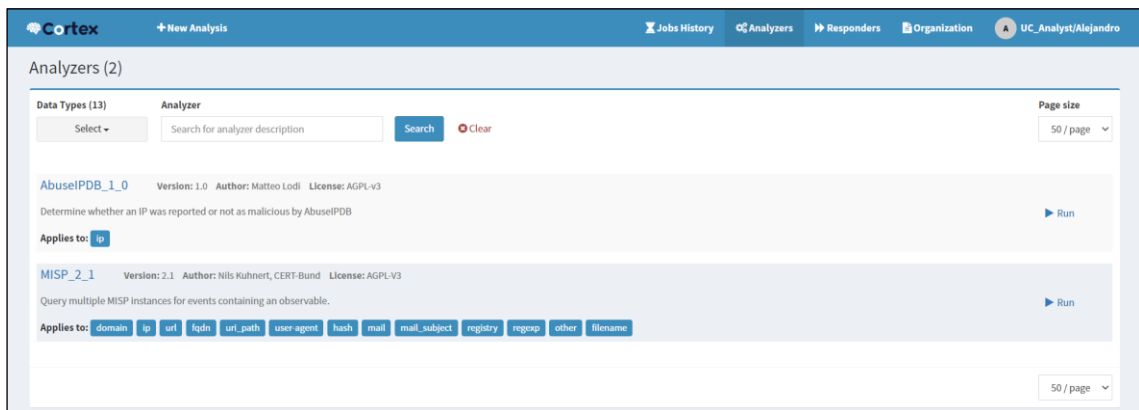 Cortex + New Analysis Jobs History Analyzers Responders Organization A UC_Analyst/Alejandro
Analyzers (2)
Data Types (13) Analyzer Page size
Select Search for analyzer description Search Clear 50 / page
AbuseIPDB_1_0 Version: 1.0 Author: Matteo Lodi License: AGPL-v3
Determine whether an IP was reported or not as malicious by AbuseIPDB Run
Applies to: ip
MISP_2_1 Version: 2.1 Author: Nils Kuhnert, CERT-Bund License: AGPL-V3
Query multiple MISP instances for events containing an observable. Run
Applies to: domain ip url fqdn uri_path user-agent hash mail mail_subject registry regexp other filename
50 / page